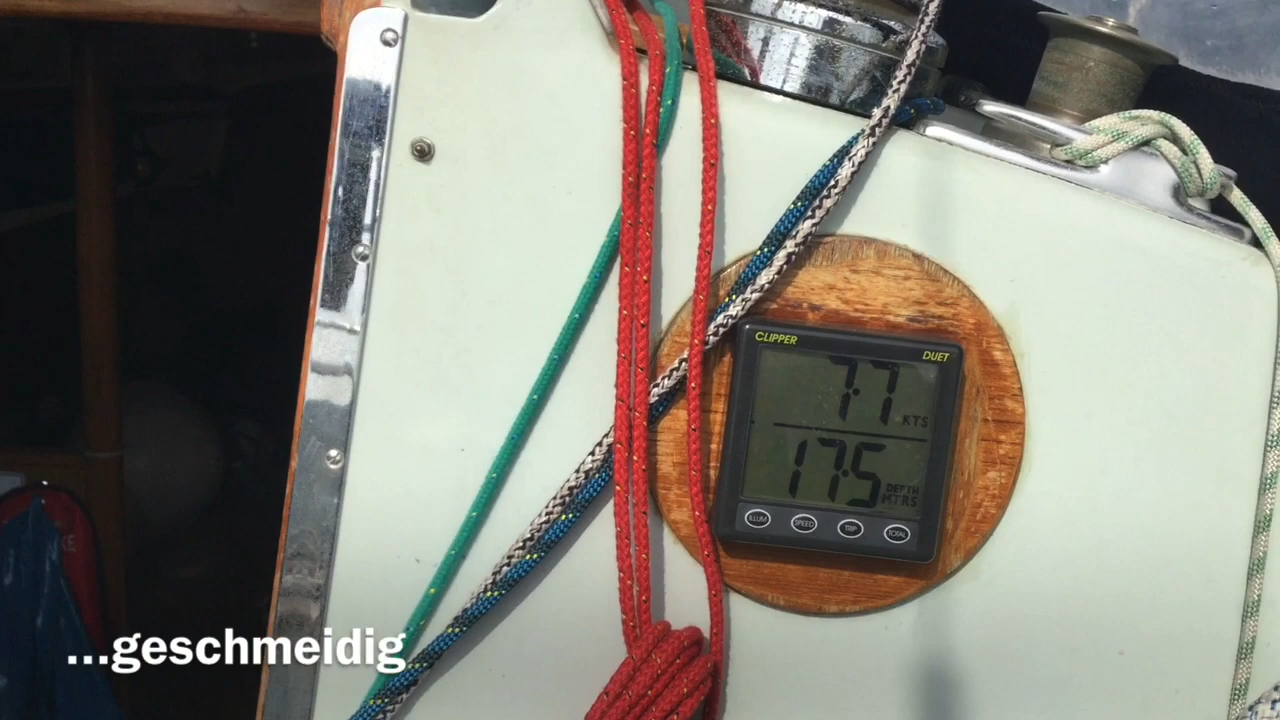 CLIPPER
DUET
7.7
KTS
17.5
DEPTH
MTRS
ILLUM SPEED TRIP TOTAL
...geschmeidig